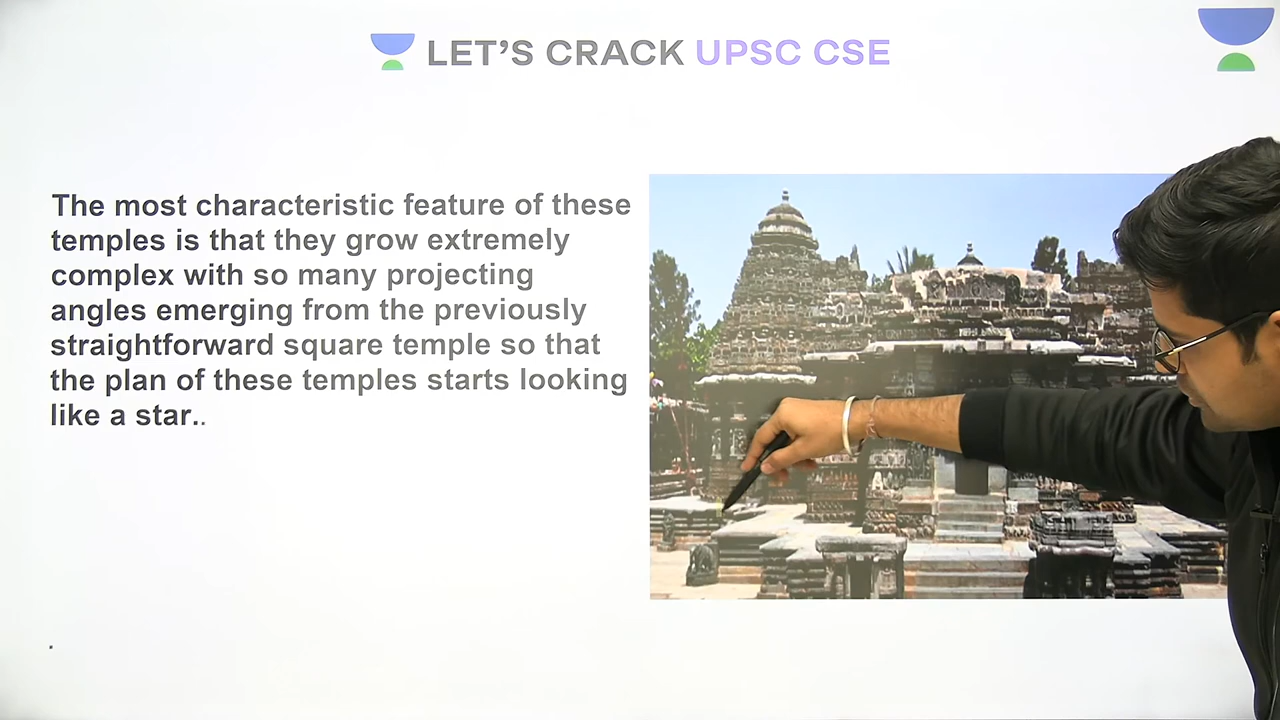 LET'S CRACK UPSC CSE
The most characteristic feature of these
temples is that they grow extremely
complex with so many projecting
angles emerging from the previously
straightforward square temple so that
the plan of these temples starts looking
like a star..
.